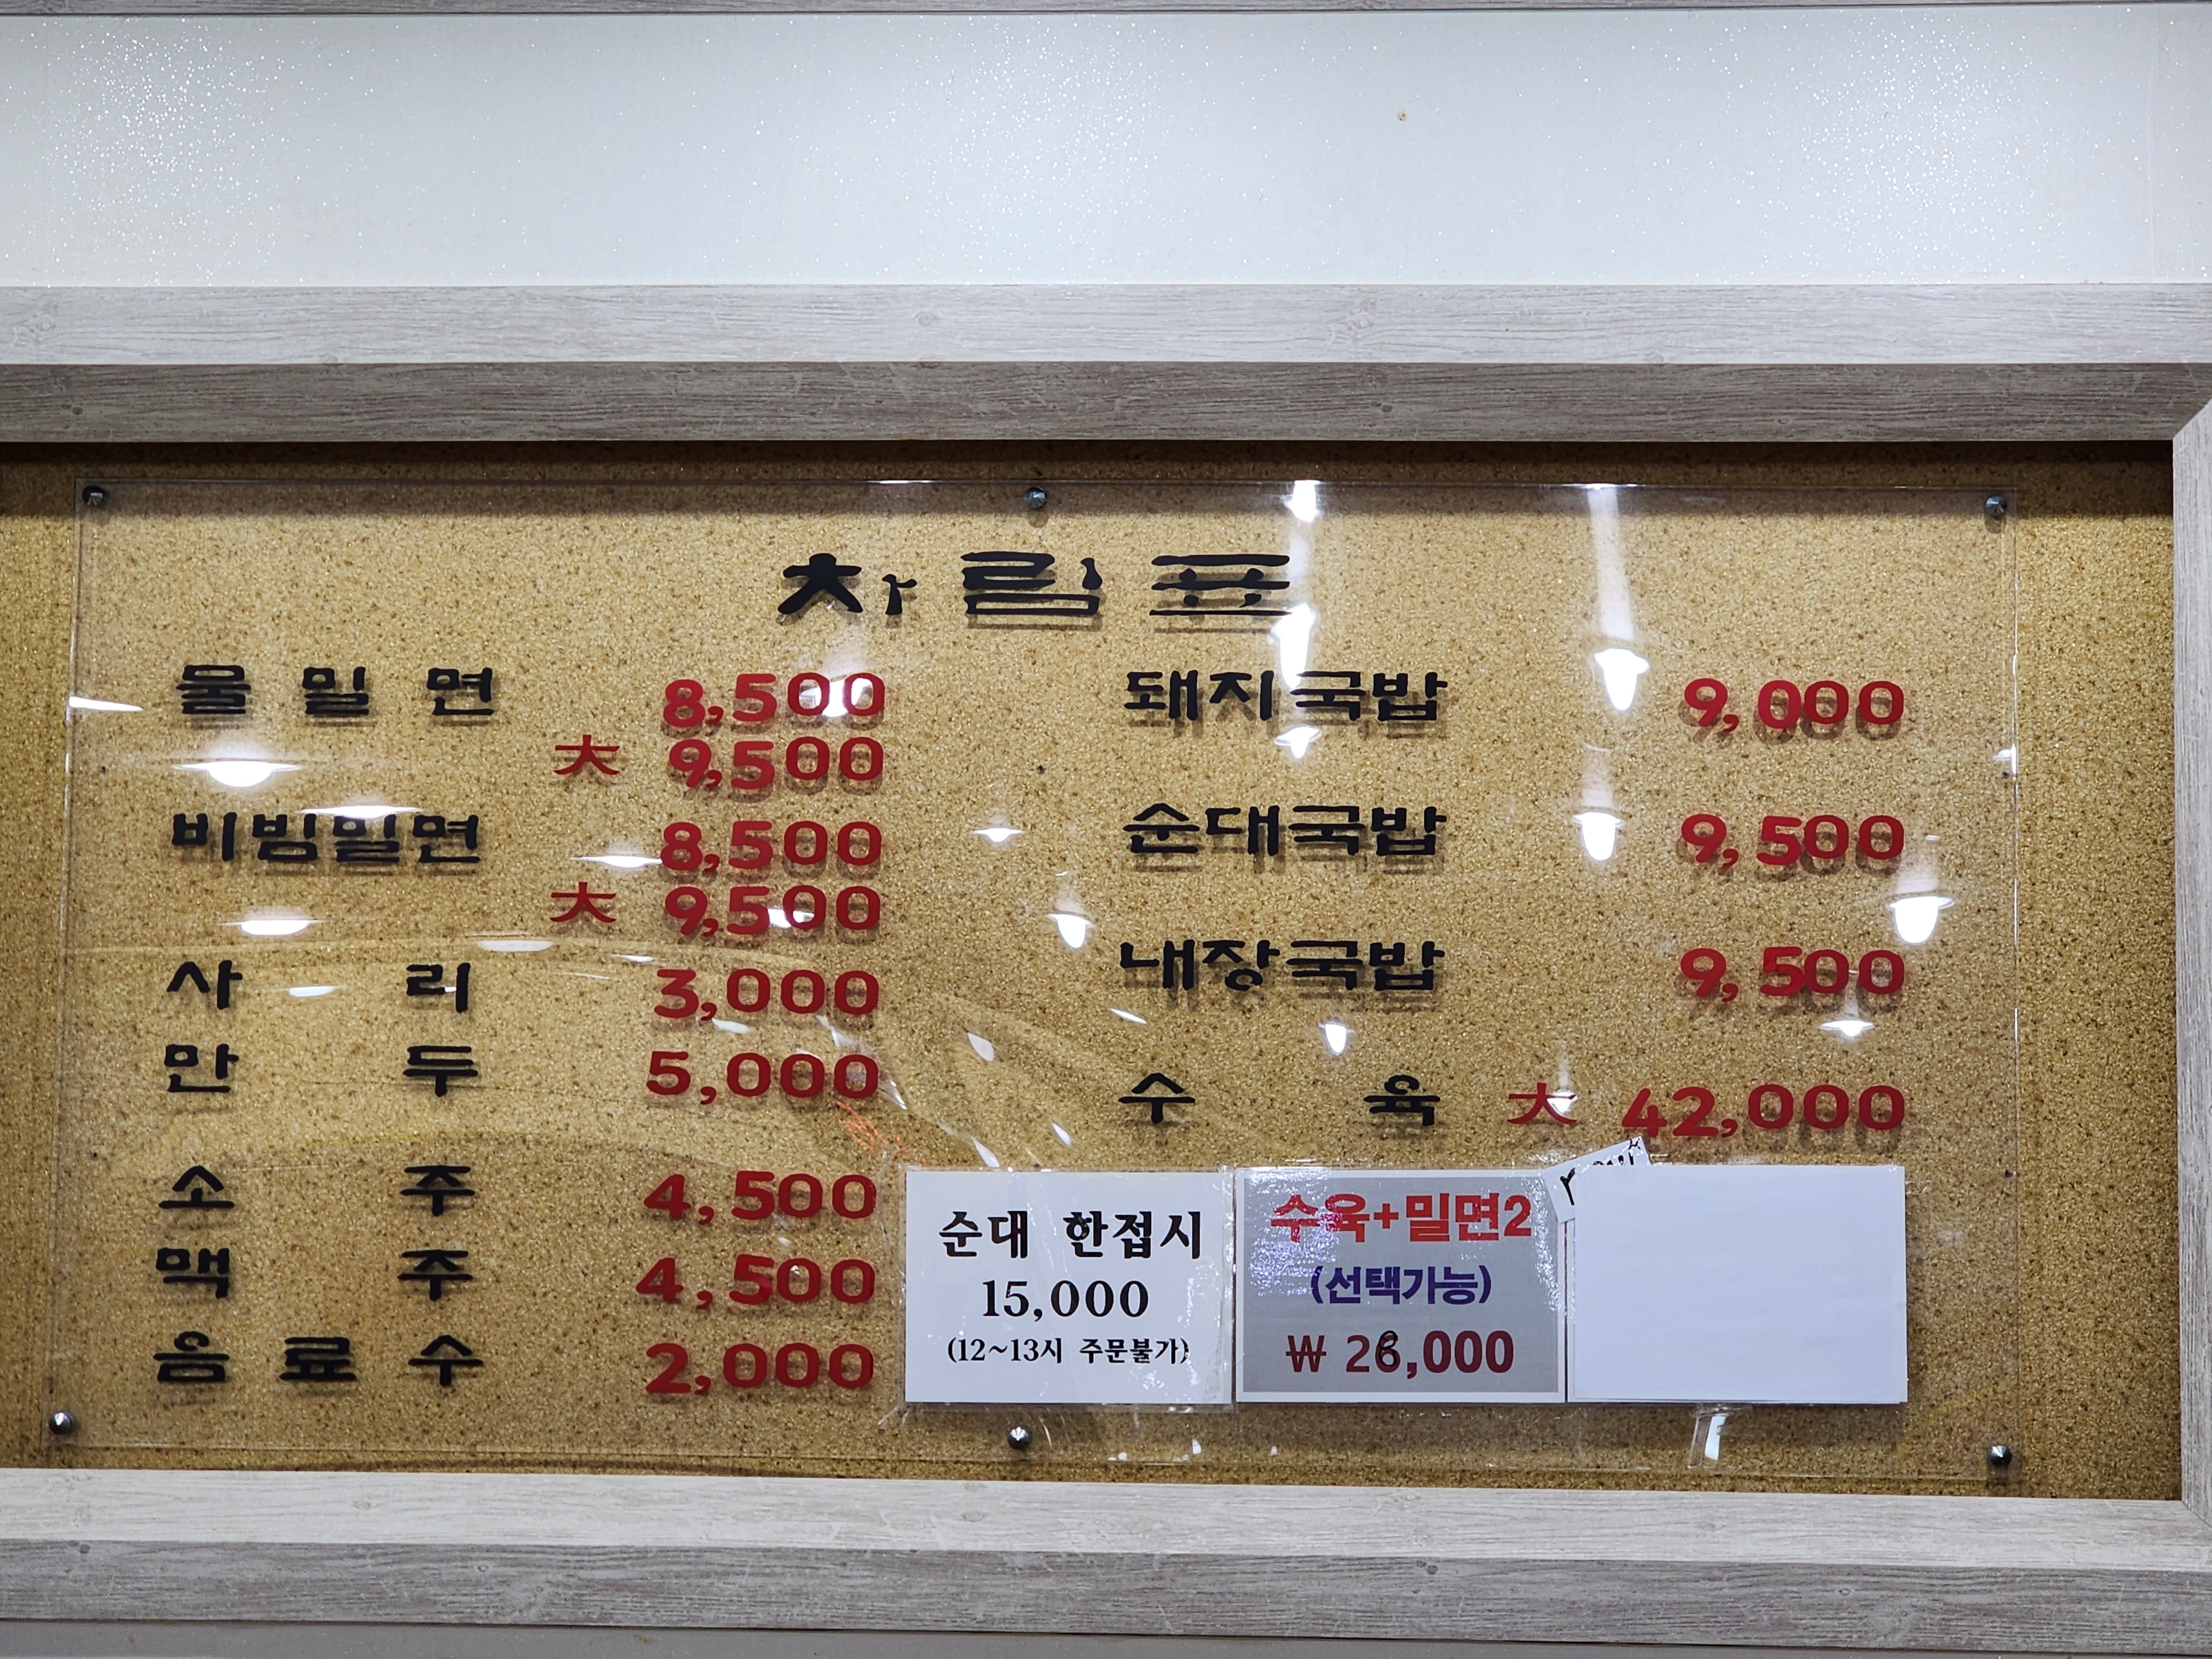 차림표
물밀면 8,500
大 9,500
비빔밀면 8,500
大 9,500
사리 3,000
만두 5,000
소주 4,500
맥주 4,500
음료수 2,000
돼지국밥 9,000
순대국밥 9,500
내장국밥 9,500
수육 大 42,000
순대 한접시
15,000
(12~13시 주문불가)
수육+밀면2
(선택가능)
₩ 26,000